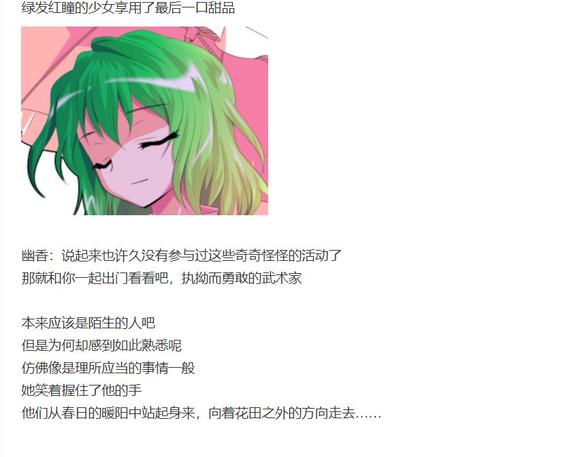 绿发红瞳的少女享用了最后一口甜品
幽香：说起来也许久没有参与过这些奇奇怪怪的活动了
那就和你一起出门看看吧，执拗而勇敢的武术家
本来应该是陌生的人吧
但是为何却感到如此熟悉呢
仿佛像是理所应当的事情一般
她笑着握住了他的手
他们从春日的暖阳中站起身来，向着花田之外的方向走去……